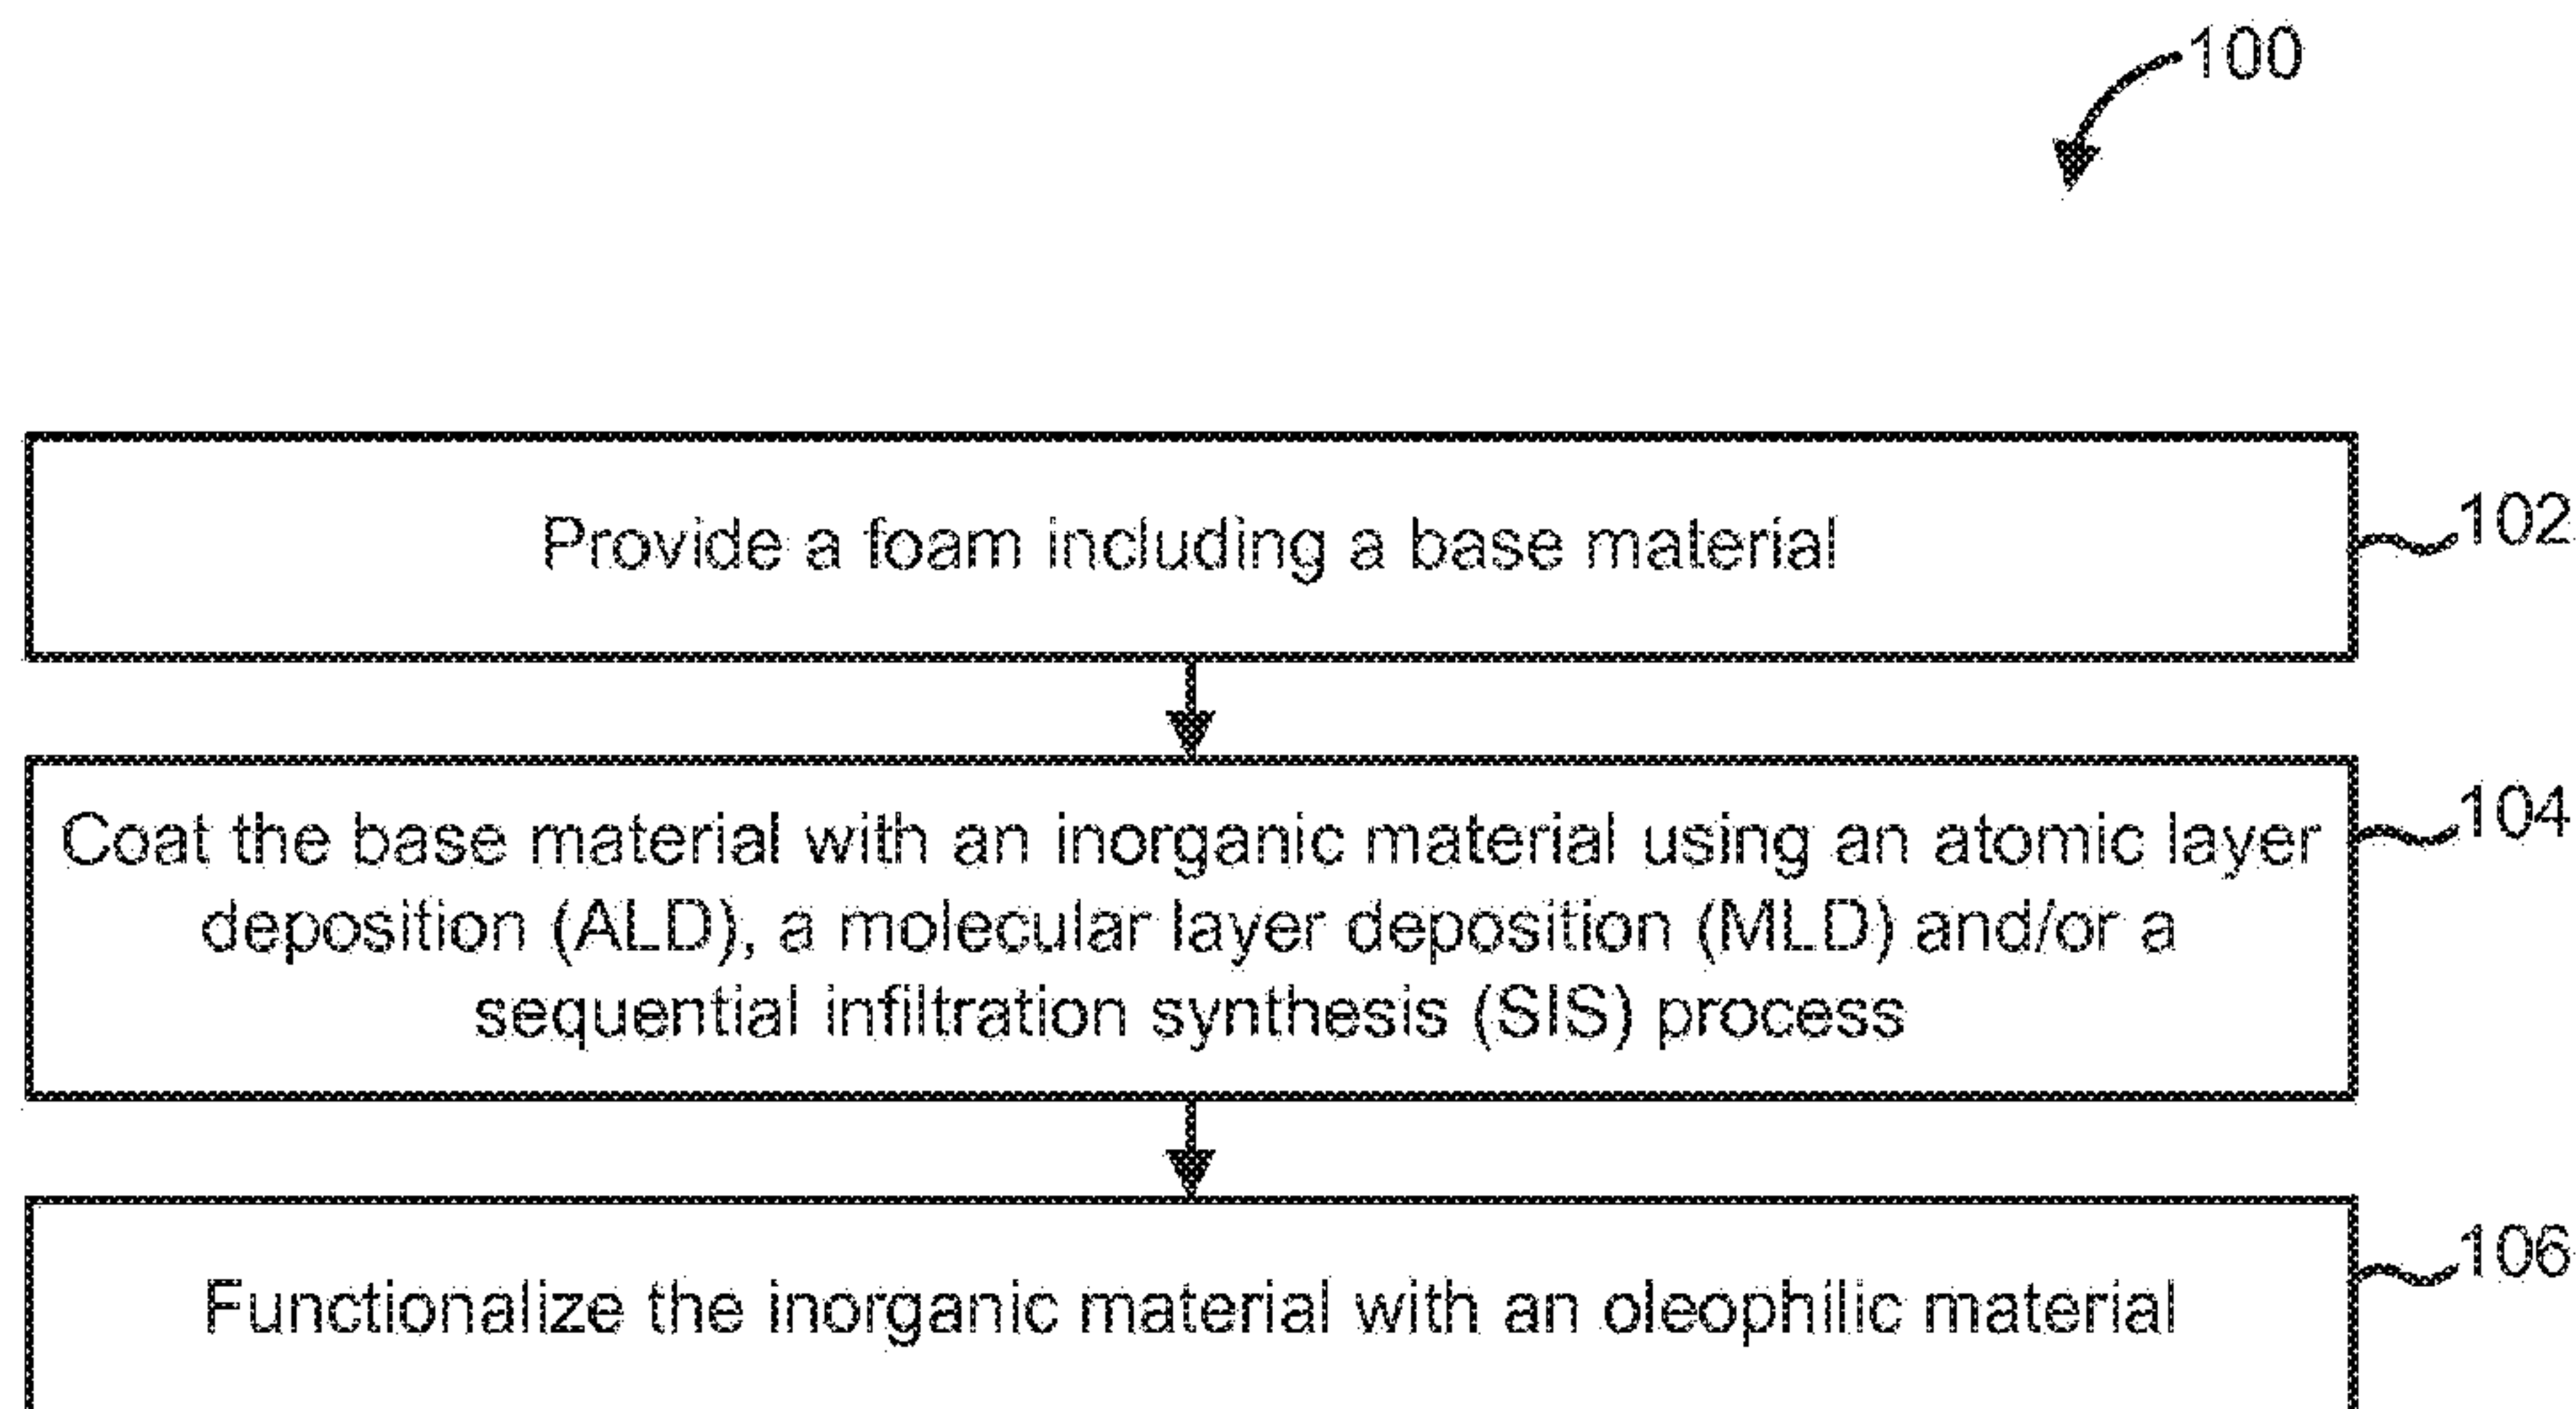 100
Provide a foam including a base material
102
Coat the base material with an inorganic material using an atomic layer
104
deposition (ALD), a molecular layer deposition (MLD) and/or a
sequential infiltration synthesis (SIS) process
Functionalize the inorganic material with an oleophilic material
106